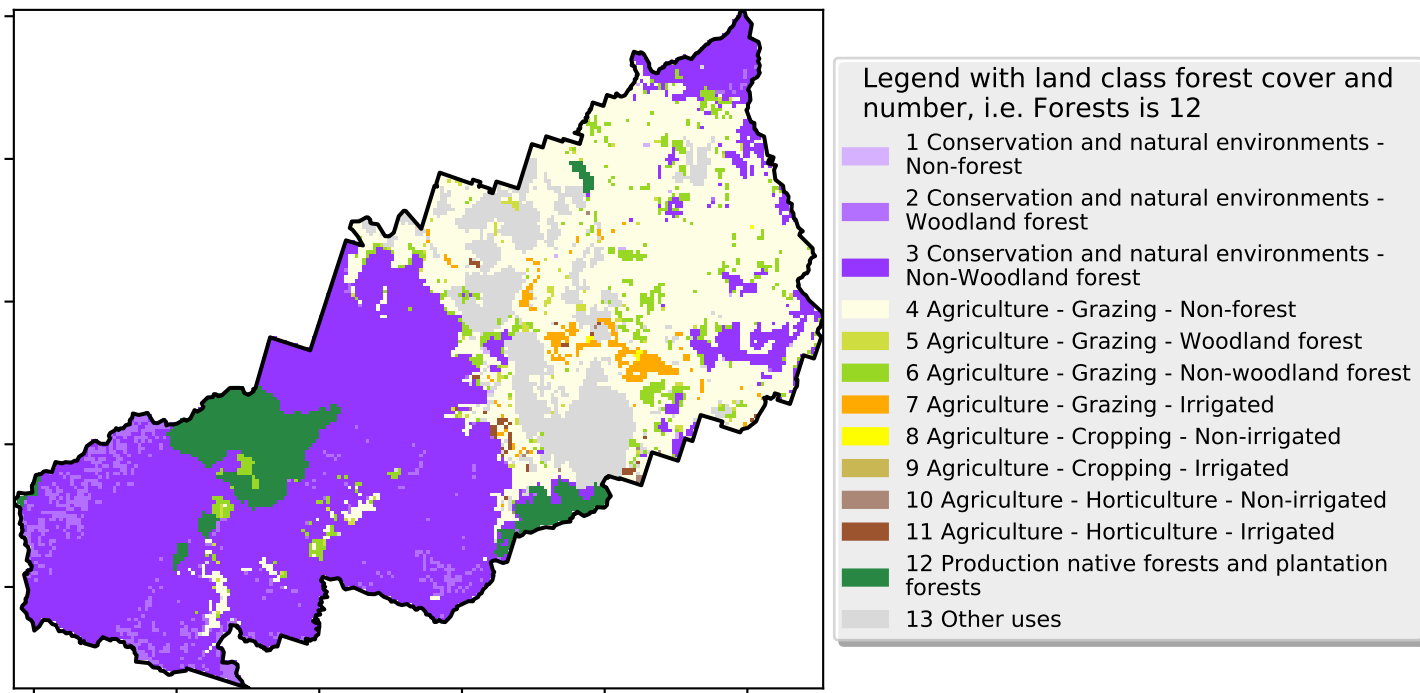 Legend with land class forest cover and
number, i.e. Forests is 12
1 Conservation and natural environments -
Non-forest
2 Conservation and natural environments -
Woodland forest
3 Conservation and natural environments -
Non-Woodland forest
4 Agriculture - Grazing - Non-forest
5 Agriculture - Grazing - Woodland forest
6 Agriculture - Grazing - Non-woodland forest
7 Agriculture - Grazing - Irrigated
8 Agriculture - Cropping - Non-irrigated
9 Agriculture - Cropping - Irrigated
10 Agriculture - Horticulture - Non-irrigated
11 Agriculture - Horticulture - Irrigated
12 Production native forests and plantation
forests
13 Other uses